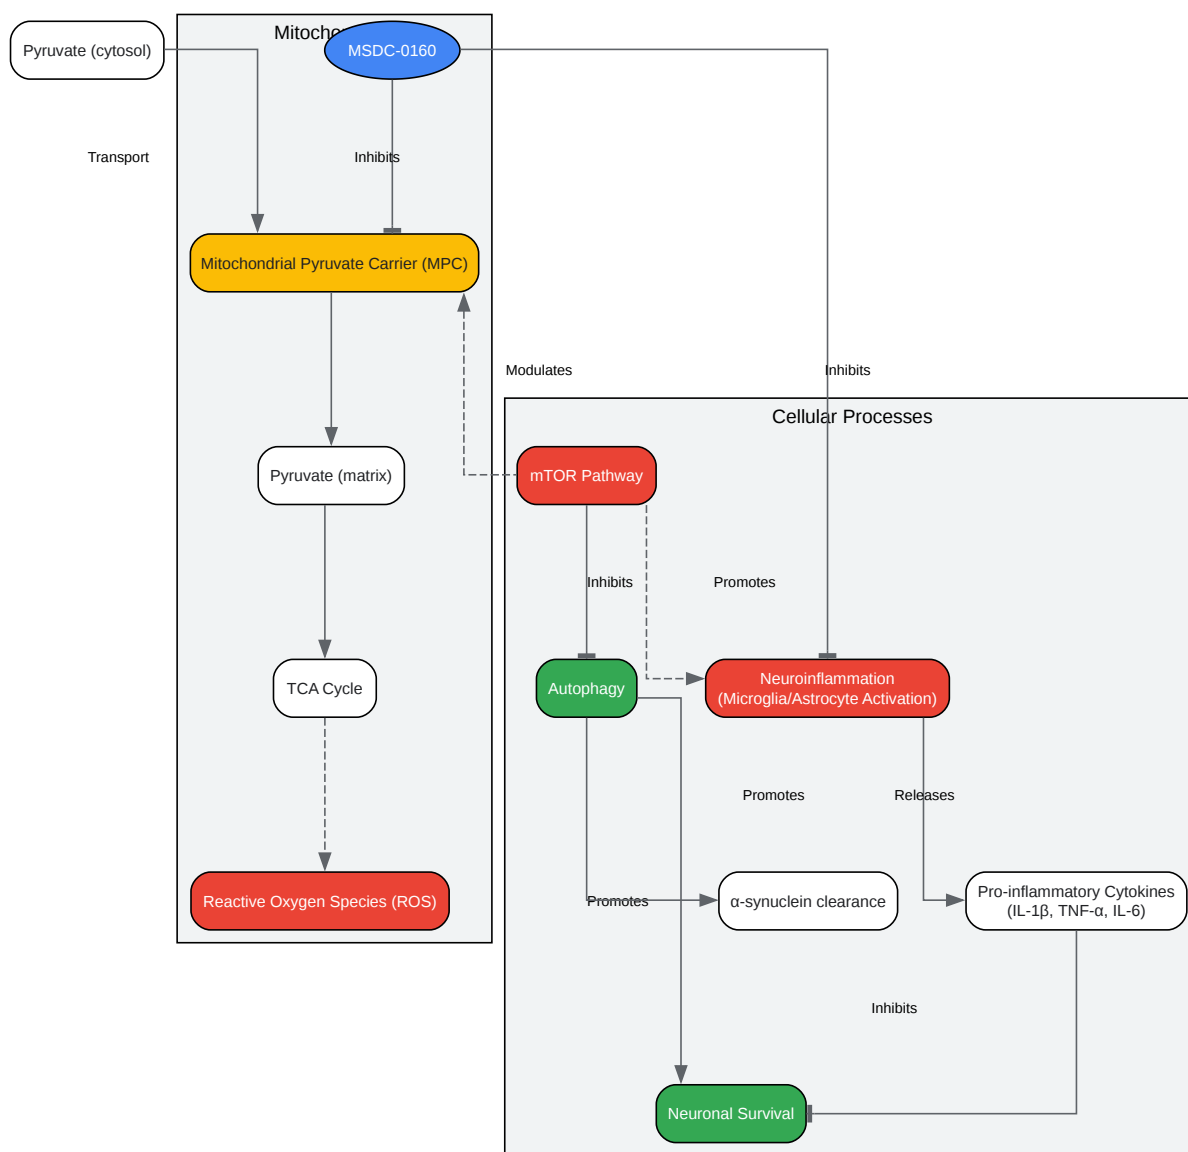 Pyruvate (cytosol)
MSDC-0160
Transport
Inhibits
Mitochondrial Pyruvate Carrier (MPC)
Modulates
Inhibits
Cellular Processes
Pyruvate (matrix)
mTOR Pathway
Inhibits
Promotes
TCA Cycle
Autophagy
Neuroinflammation
(Microglia/Astrocyte Activation)
Promotes
Releases
Reactive Oxygen Species (ROS)
Promotes
α-synuclein clearance
Pro-inflammatory Cytokines
(IL-1β, TNF-α, IL-6)
Inhibits
Neuronal Survival